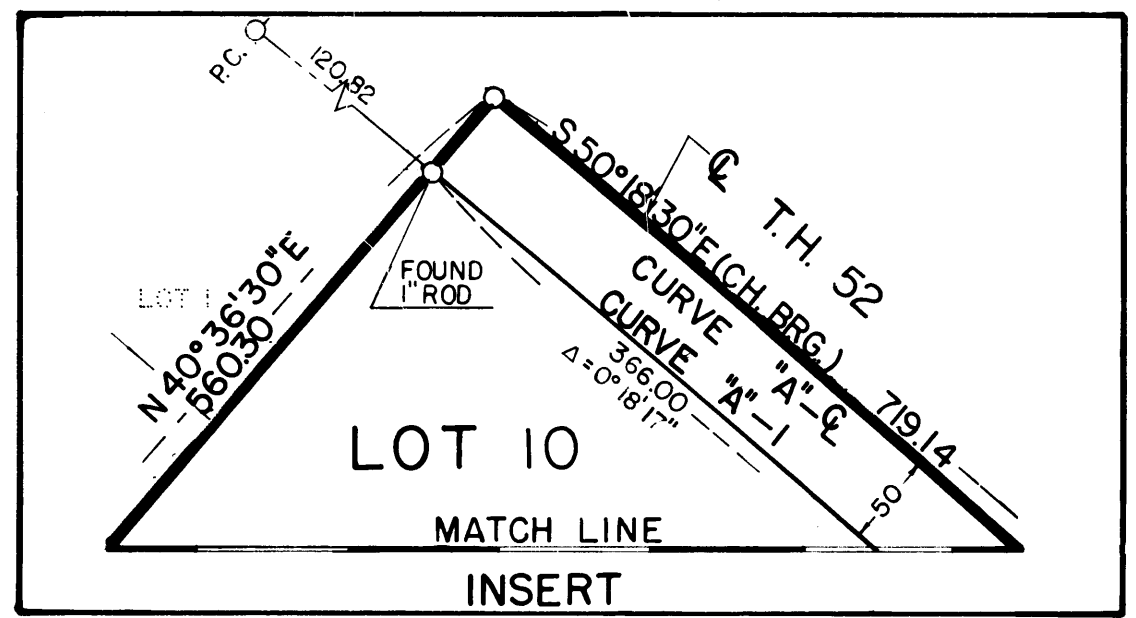 P.C.
120.82
S 50°18'30"E (CH. BRG.)
℄ T.H. 52
FOUND
1" ROD
LOT 1
N 40°36'30"E
560.30
CURVE "A"-℄
CURVE "A"-1
366.00
Δ = 0°18'17"
719.14
50
LOT 10
MATCH LINE
INSERT